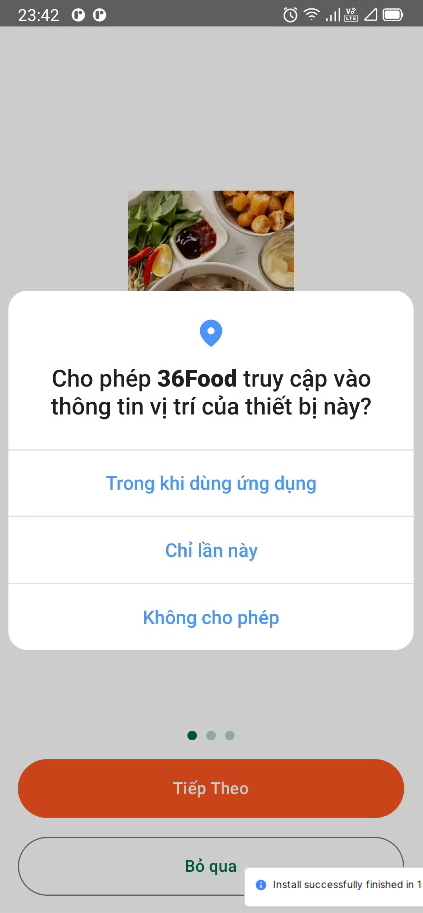 23:42
Cho phép 36Food truy cập vào
thông tin vị trí của thiết bị này?
Trong khi dùng ứng dụng
Chỉ lần này
Không cho phép
Tiếp Theo
Bỏ qua
Install successfully finished in 1